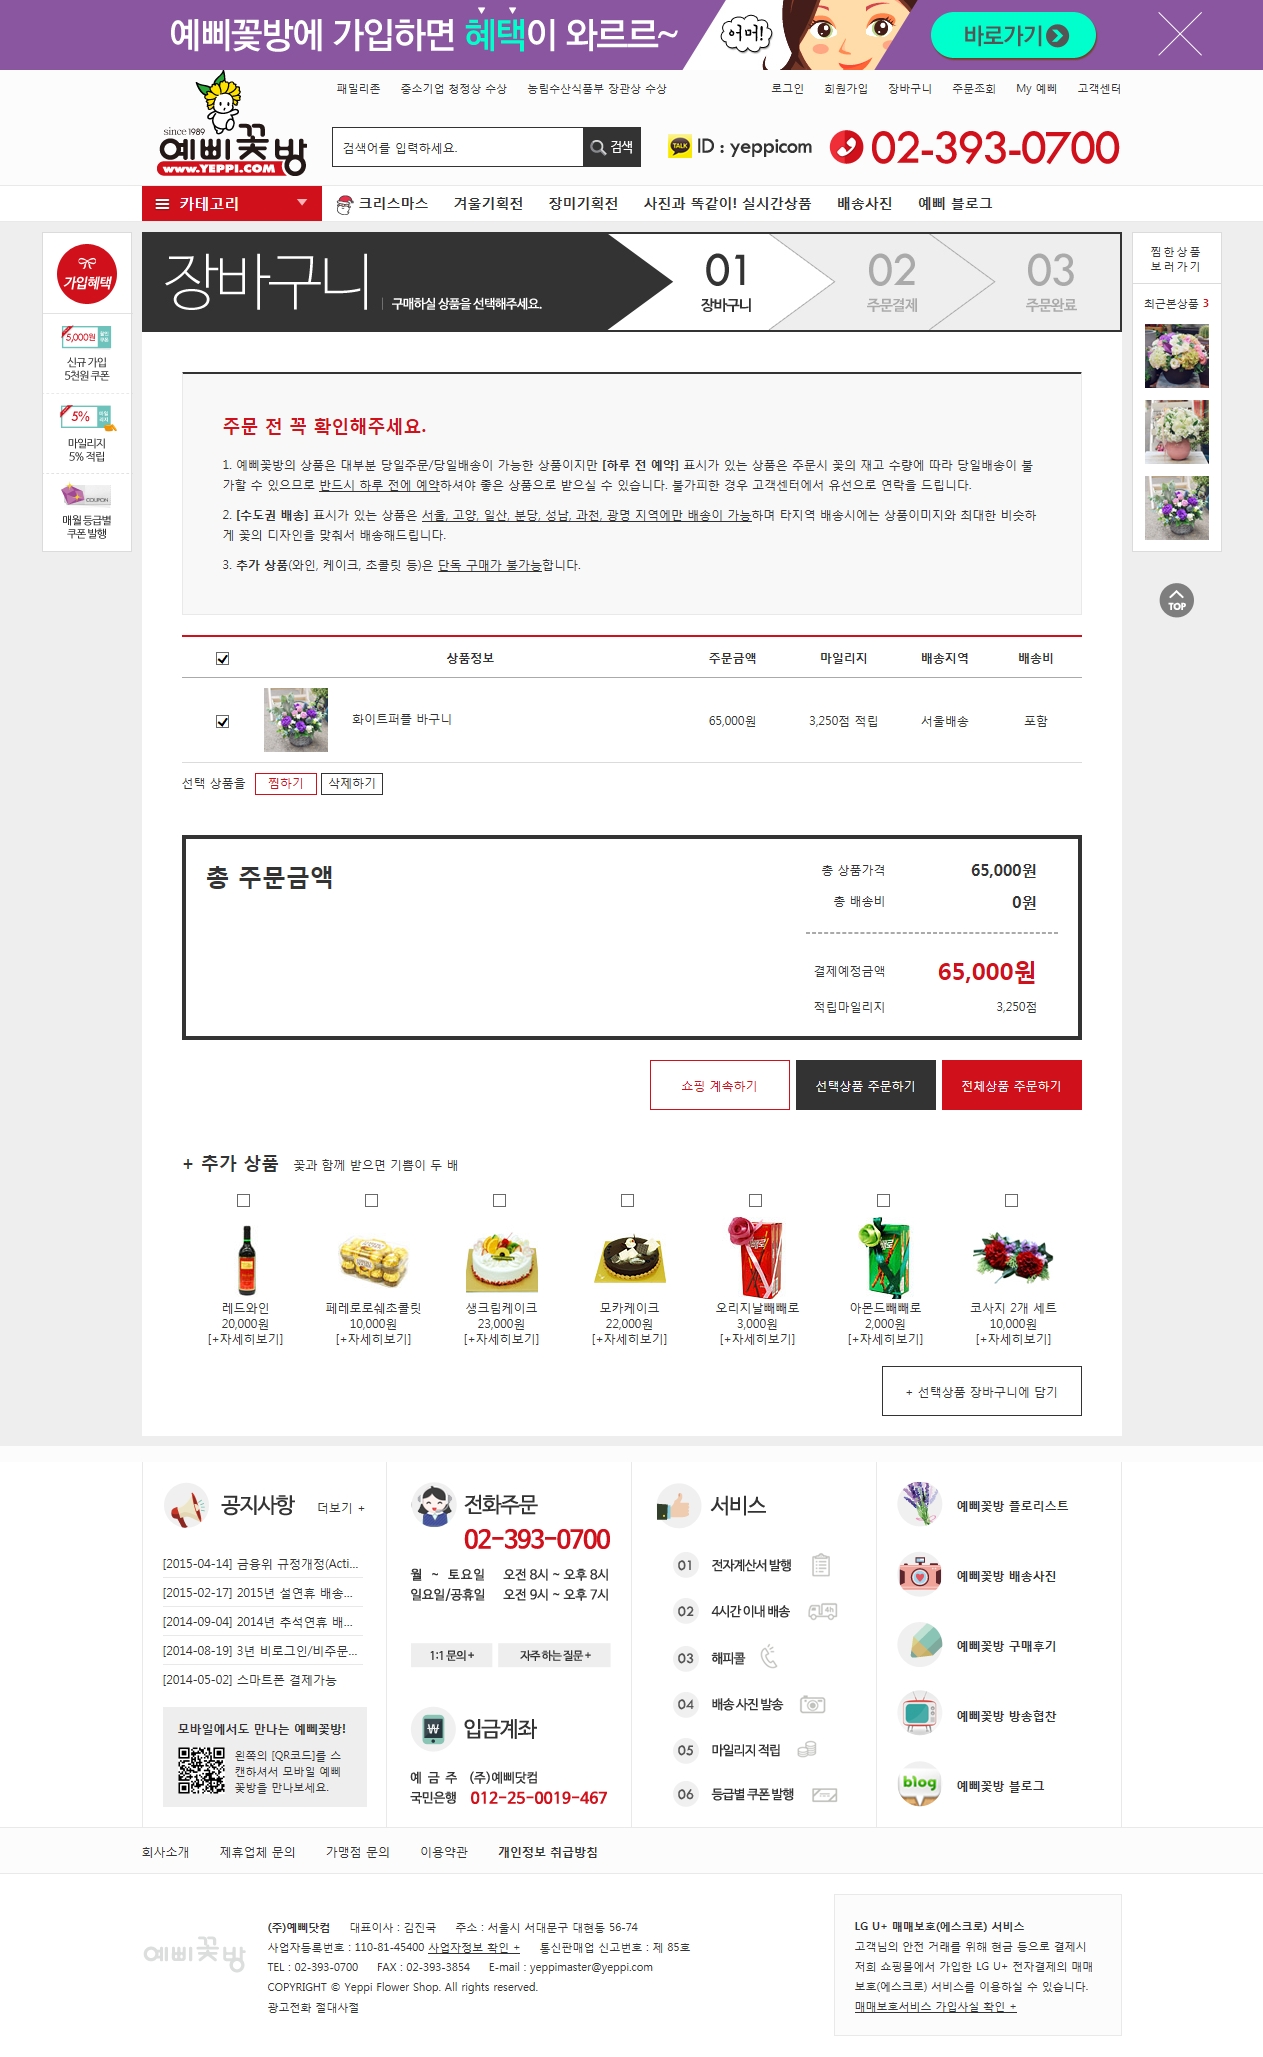 예삐꽃방에 가입하면 혜택이 와르르~
어머!
바로가기
패밀리존 중소기업 청정상 수상 농림수산식품부 장관상 수상
로그인 회원가입 장바구니 주문조회 My 예삐 고객센터
since 1989
예삐꽃방
WWW.YEPPI.COM
검색어를 입력하세요.
검색
TALK
ID : yeppicom
02-393-0700
카테고리
크리스마스 겨울기획전 장미기획전 사진과 똑같이! 실시간상품 배송사진 예삐 블로그
가입혜택
5,000원
신규 가입
5천원 쿠폰
5%
마일리지
5% 적립
COUPON
매월 등급별
쿠폰 발행
장바구니
구매하실 상품을 선택해주세요.
01
장바구니
02
주문결제
03
주문완료
찜한상품
보러가기
최근본상품 3
TOP
주문 전 꼭 확인해주세요.
1. 예삐꽃방의 상품은 대부분 당일주문/당일배송이 가능한 상품이지만 [하루 전 예약] 표시가 있는 상품은 주문시 꽃의 재고 수량에 따라 당일배송이 불
가할 수 있으므로 반드시 하루 전에 예약하셔야 좋은 상품으로 받으실 수 있습니다. 불가피한 경우 고객센터에서 유선으로 연락을 드립니다.
2. [수도권 배송] 표시가 있는 상품은 서울, 고양, 일산, 분당, 성남, 과천, 광명 지역에만 배송이 가능하며 타지역 배송시에는 상품이미지와 최대한 비슷하
게 꽃의 디자인을 맞춰서 배송해드립니다.
3. 추가 상품(와인, 케이크, 초콜릿 등)은 단독 구매가 불가능합니다.
상품정보 주문금액 마일리지 배송지역 배송비
화이트퍼플 바구니 65,000원 3,250점 적립 서울배송 포함
선택 상품을 찜하기 삭제하기
총 주문금액
총 상품가격 65,000원
총 배송비 0원
결제예정금액 65,000원
적립마일리지 3,250점
쇼핑 계속하기 선택상품 주문하기 전체상품 주문하기
+ 추가 상품 꽃과 함께 받으면 기쁨이 두 배
레드와인 페레로로쉐초콜릿 생크림케이크 모카케이크 오리지날빼빼로 아몬드빼빼로 코사지 2개 세트
20,000원 10,000원 23,000원 22,000원 3,000원 2,000원 10,000원
[+자세히보기] [+자세히보기] [+자세히보기] [+자세히보기] [+자세히보기] [+자세히보기] [+자세히보기]
+ 선택상품 장바구니에 담기
공지사항 더보기 +
[2015-04-14] 금융위 규정개정(Acti...
[2015-02-17] 2015년 설연휴 배송...
[2014-09-04] 2014년 추석연휴 배...
[2014-08-19] 3년 비로그인/비주문...
[2014-05-02] 스마트폰 결제가능
모바일에서도 만나는 예삐꽃방!
왼쪽의 [QR코드]를 스
캔하셔서 모바일 예삐
꽃방을 만나보세요.
전화주문
02-393-0700
월 ~ 토요일 오전 8시 ~ 오후 8시
일요일/공휴일 오전 9시 ~ 오후 7시
1:1 문의 + 자주 하는 질문 +
입금계좌
예 금 주 (주)예삐닷컴
국민은행 012-25-0019-467
서비스
01 전자계산서 발행
02 4시간 이내 배송
4h
03 해피콜
04 배송 사진 발송
05 마일리지 적립
06 등급별 쿠폰 발행
예삐꽃방 플로리스트
예삐꽃방 배송사진
예삐꽃방 구매후기
예삐꽃방 방송협찬
blog
예삐꽃방 블로그
회사소개 제휴업체 문의 가맹점 문의 이용약관 개인정보 취급방침
예삐꽃방
(주)예삐닷컴 대표이사 : 김진국 주소 : 서울시 서대문구 대현동 56-74
사업자등록번호 : 110-81-45400 사업자정보 확인 + 통신판매업 신고번호 : 제 85호
TEL : 02-393-0700 FAX : 02-393-3854 E-mail : yeppimaster@yeppi.com
COPYRIGHT © Yeppi Flower Shop. All rights reserved.
광고전화 절대사절
LG U+ 매매보호(에스크로) 서비스
고객님의 안전 거래를 위해 현금 등으로 결제시
저희 쇼핑몰에서 가입한 LG U+ 전자결제의 매매
보호(에스크로) 서비스를 이용하실 수 있습니다.
매매보호서비스 가입사실 확인 +